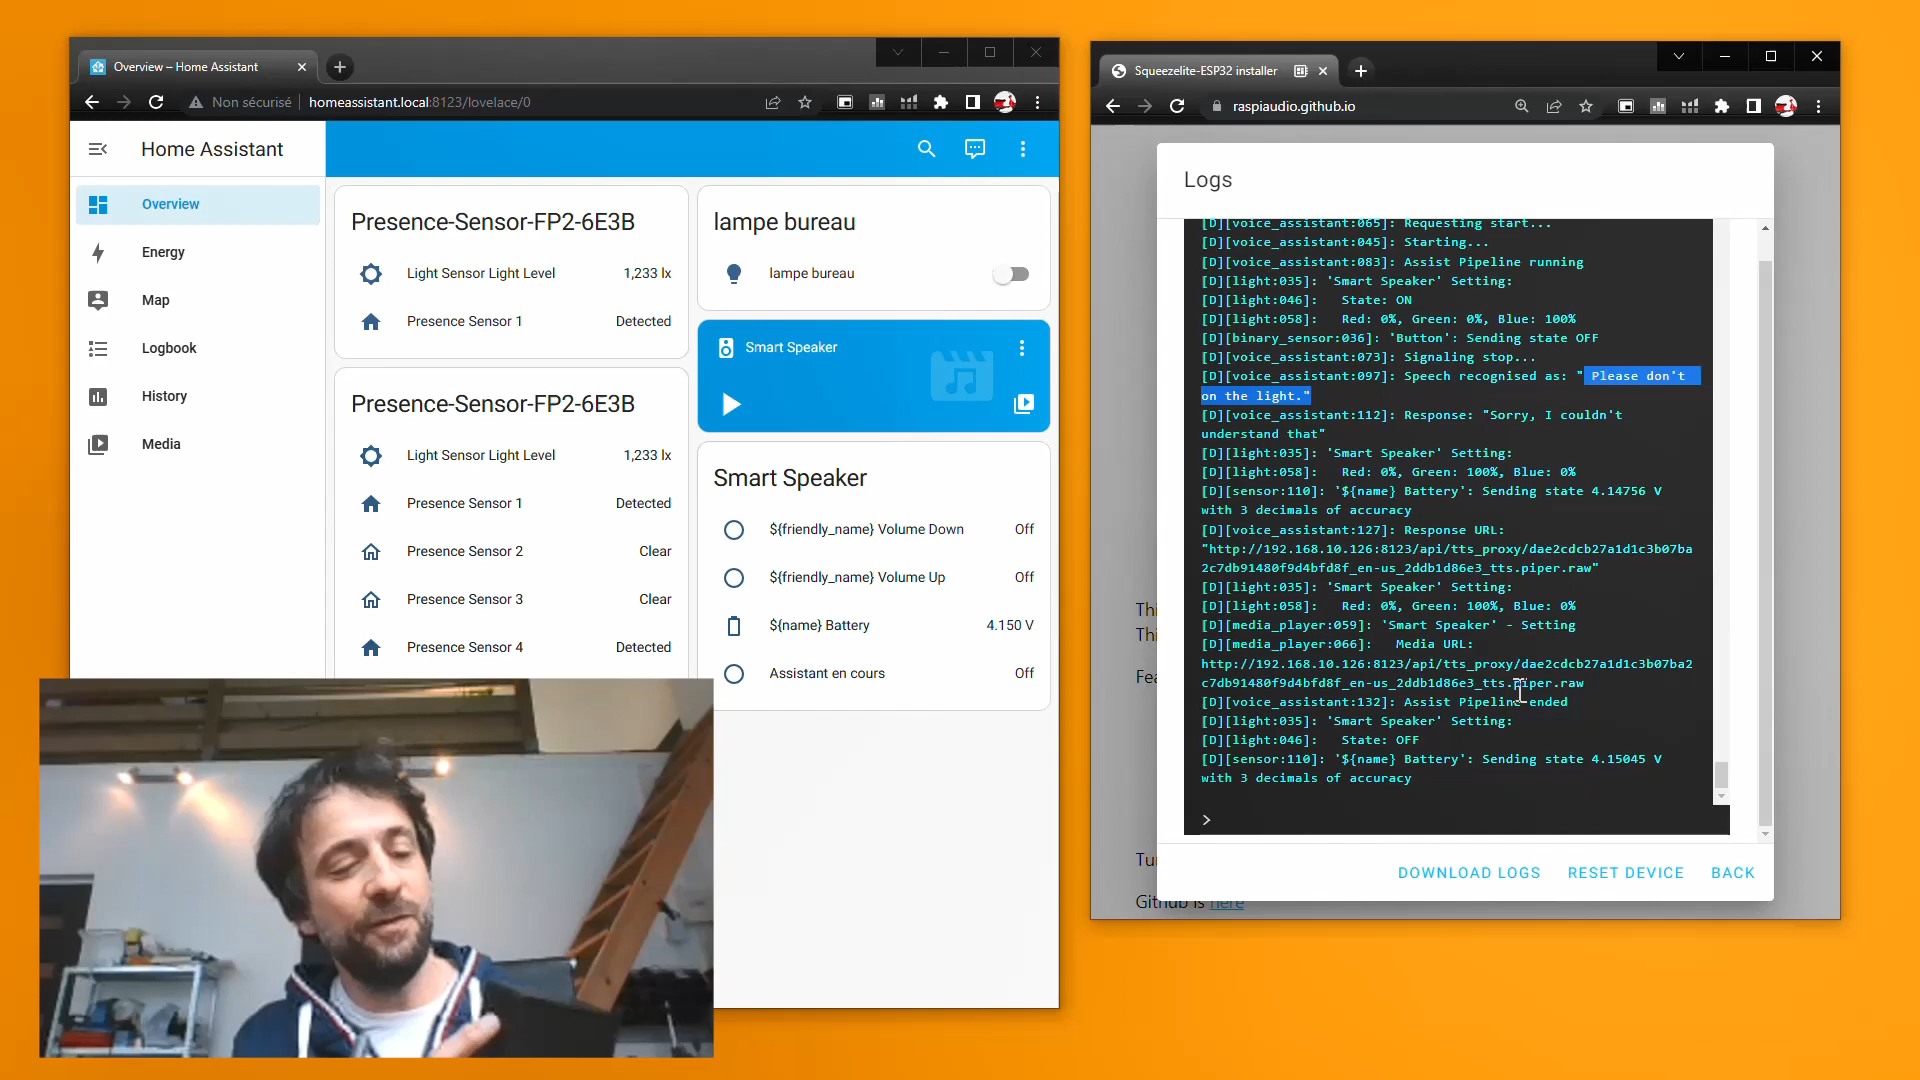 Overview – Home Assistant
Non sécurisé
homeassistant.local:8123/lovelace/0
Home Assistant
Overview
Energy
Map
Logbook
History
Media
Presence-Sensor-FP2-6E3B
Light Sensor Light Level 1,233 lx
Presence Sensor 1 Detected
Presence-Sensor-FP2-6E3B
Light Sensor Light Level 1,233 lx
Presence Sensor 1 Detected
Presence Sensor 2 Clear
Presence Sensor 3 Clear
Presence Sensor 4 Detected
lampe bureau
lampe bureau
Smart Speaker
Smart Speaker
${friendly_name} Volume Down Off
${friendly_name} Volume Up Off
${name} Battery 4.150 V
Assistant en cours Off
Squeezelite-ESP32 installer
raspiaudio.github.io
Logs
[D][voice_assistant:065]: Requesting start...
[D][voice_assistant:045]: Starting...
[D][voice_assistant:083]: Assist Pipeline running
[D][light:035]: 'Smart Speaker' Setting:
[D][light:046]: State: ON
[D][light:058]: Red: 0%, Green: 0%, Blue: 100%
[D][binary_sensor:036]: 'Button': Sending state OFF
[D][voice_assistant:073]: Signaling stop...
[D][voice_assistant:097]: Speech recognised as: " Please don't
on the light."
[D][voice_assistant:112]: Response: "Sorry, I couldn't
understand that"
[D][light:035]: 'Smart Speaker' Setting:
[D][light:058]: Red: 0%, Green: 100%, Blue: 0%
[D][sensor:110]: '${name} Battery': Sending state 4.14756 V
with 3 decimals of accuracy
[D][voice_assistant:127]: Response URL:
"http://192.168.10.126:8123/api/tts_proxy/dae2cdcb27a1d1c3b07ba
2c7db91480f9d4bfd8f_en-us_2ddb1d86e3_tts.piper.raw"
[D][light:035]: 'Smart Speaker' Setting:
[D][light:058]: Red: 0%, Green: 100%, Blue: 0%
[D][media_player:059]: 'Smart Speaker' - Setting
[D][media_player:066]: Media URL:
http://192.168.10.126:8123/api/tts_proxy/dae2cdcb27a1d1c3b07ba2
c7db91480f9d4bfd8f_en-us_2ddb1d86e3_tts.piper.raw
[D][voice_assistant:132]: Assist Pipeline ended
[D][light:035]: 'Smart Speaker' Setting:
[D][light:046]: State: OFF
[D][sensor:110]: '${name} Battery': Sending state 4.15045 V
with 3 decimals of accuracy
>
DOWNLOAD LOGS RESET DEVICE BACK
Github is here